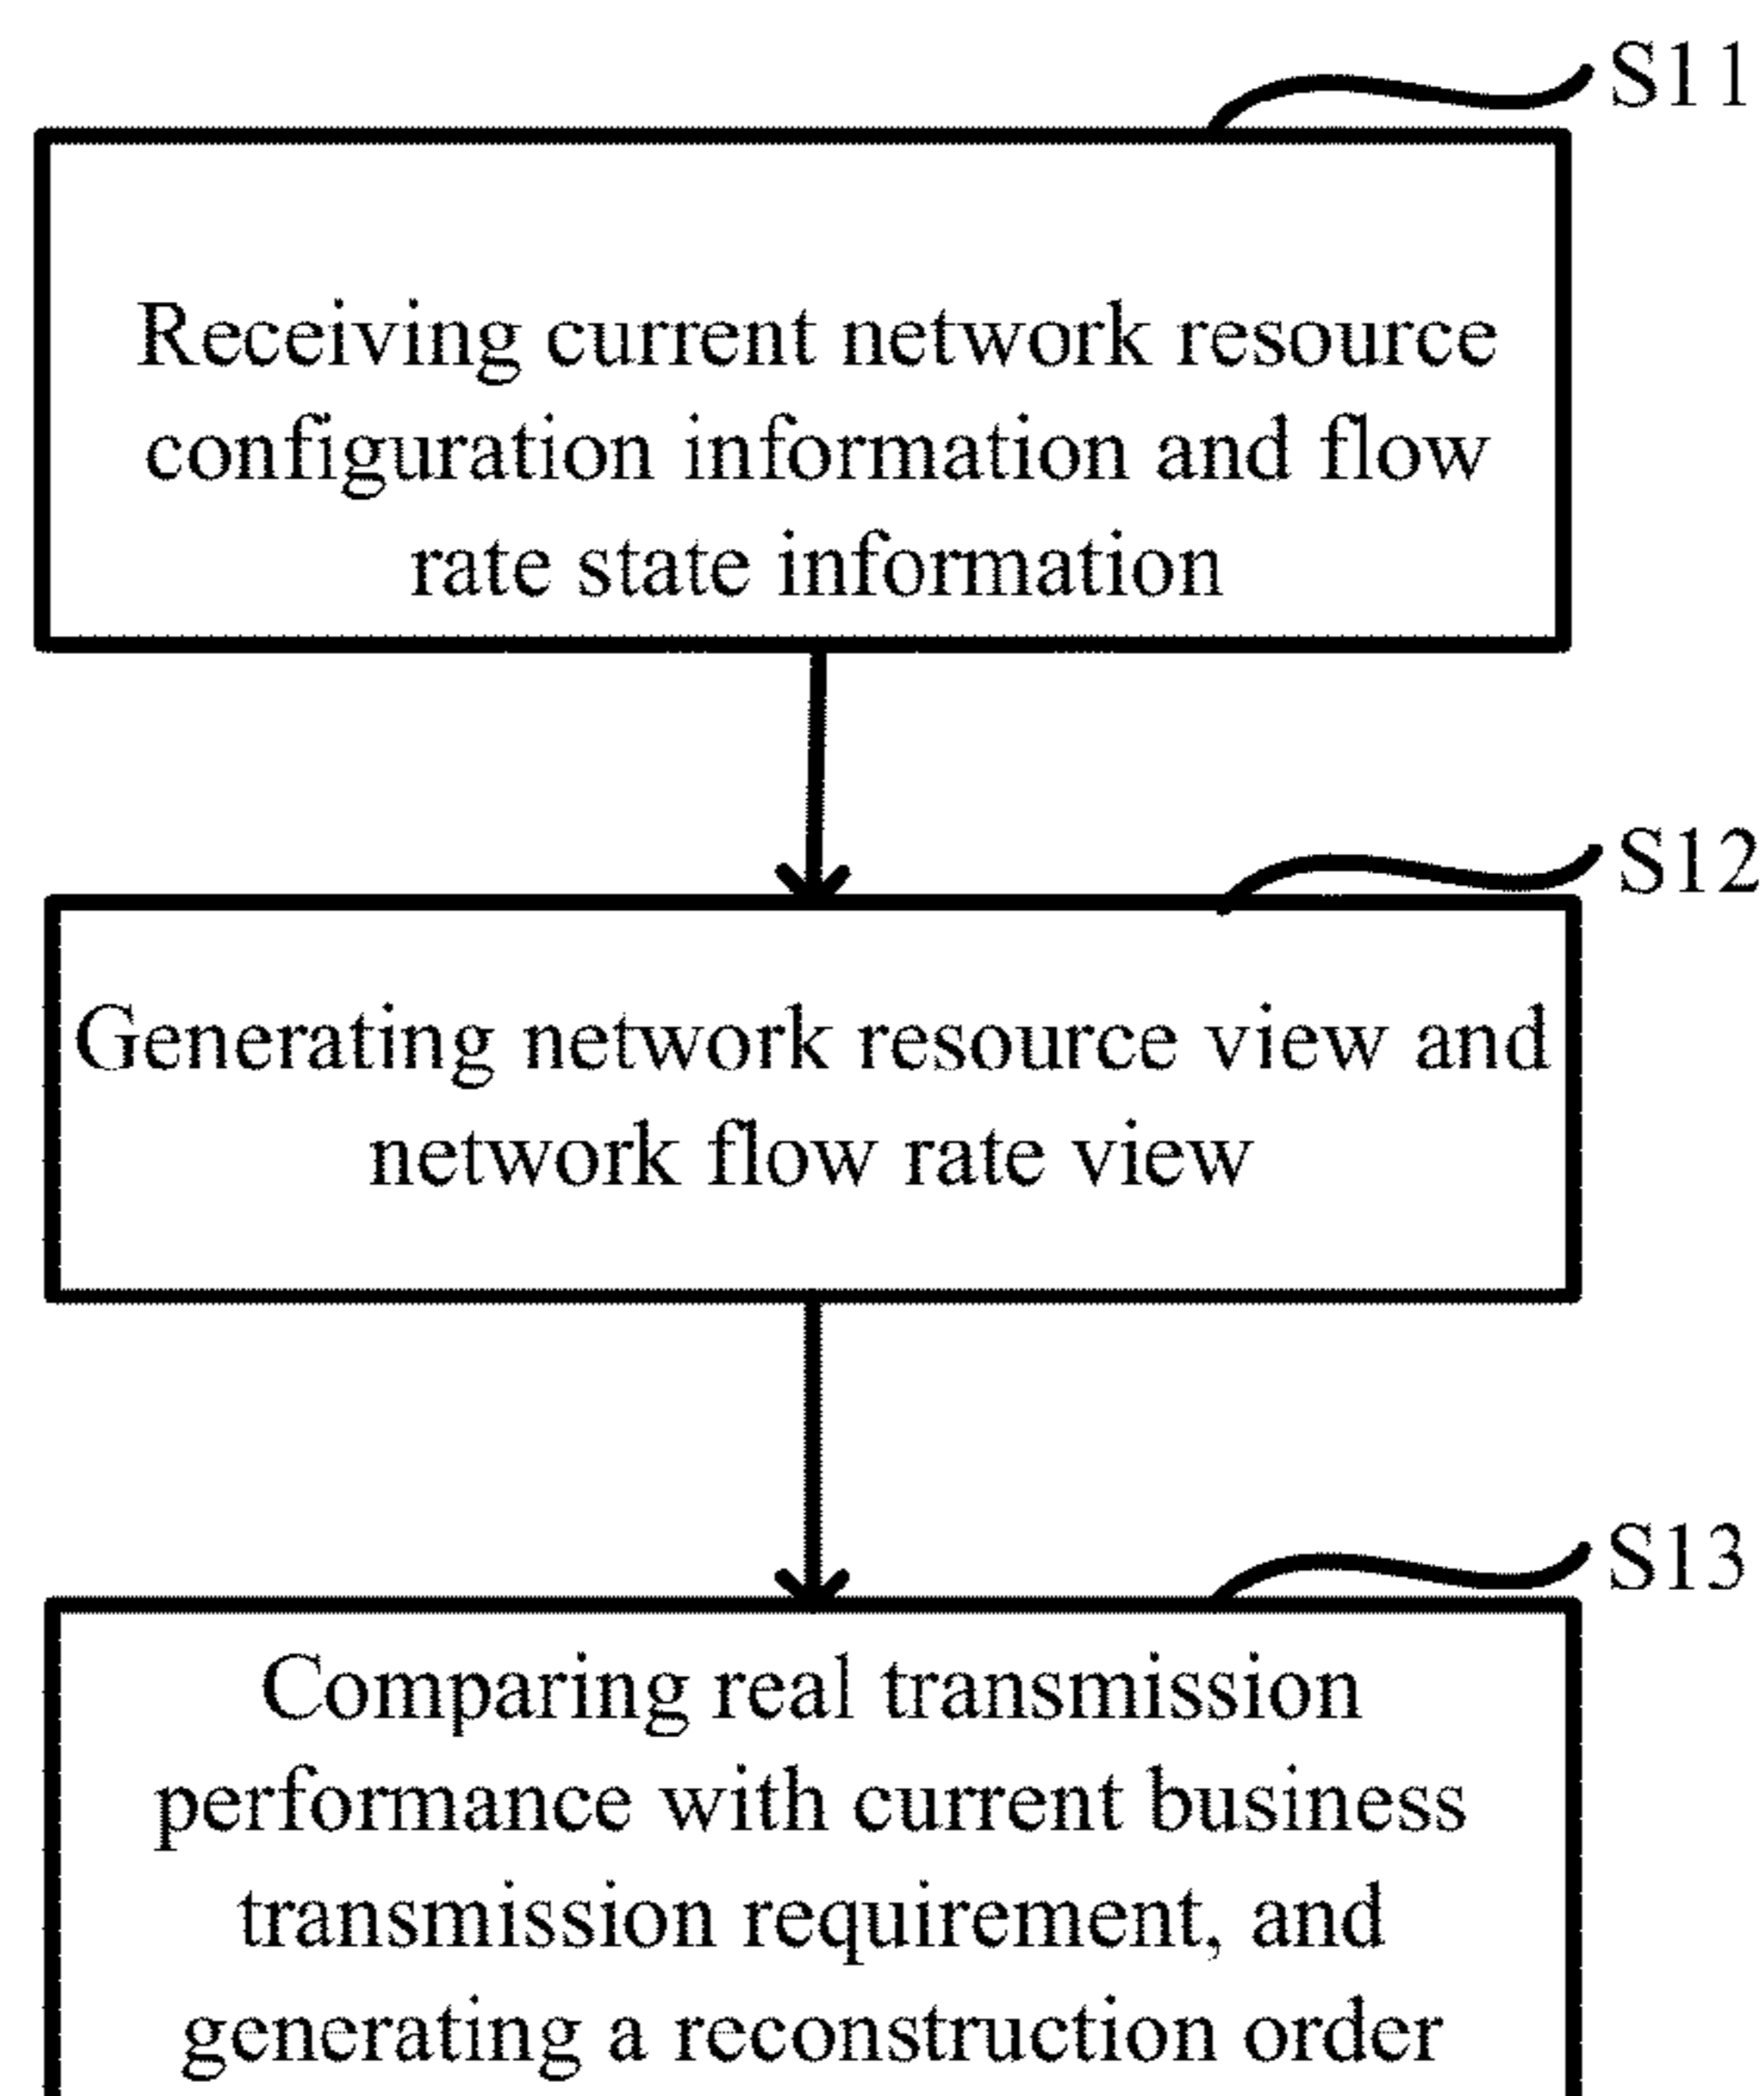 S11
Receiving current network resource
configuration information and flow
rate state information
S12
Generating network resource view and
network flow rate view
S13
Comparing real transmission
performance with current business
transmission requirement, and
generating a reconstruction order